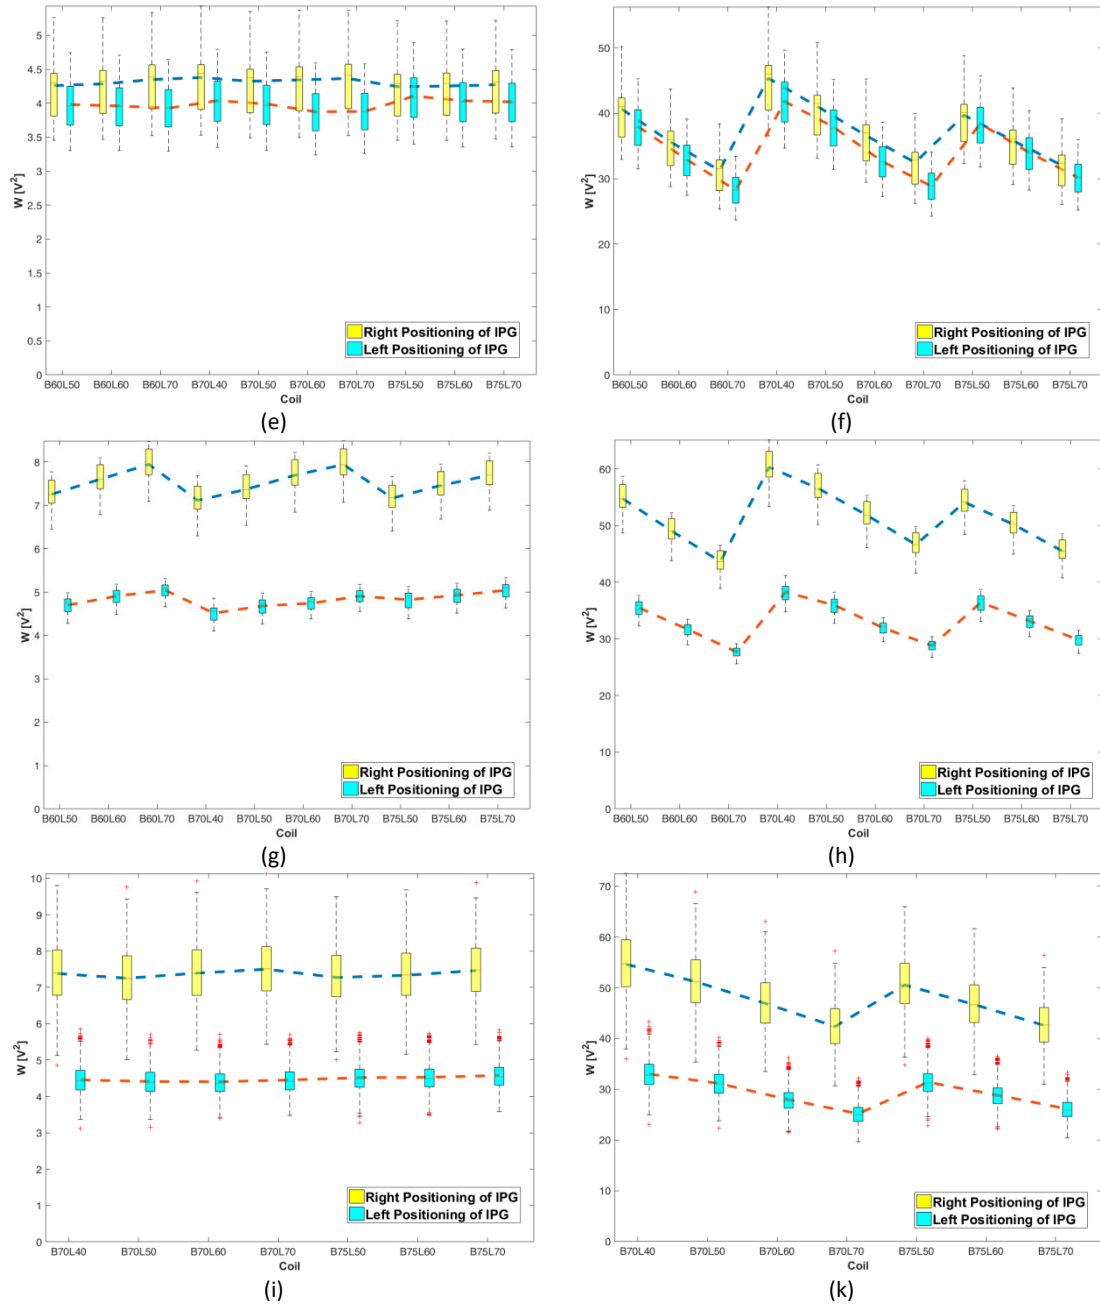 5
4.5
4
3.5
3
2.5
2
1.5
1
0.5
0
W [V²]
B60L50 B60L60 B60L70 B70L40 B70L50 B70L60 B70L70 B75L50 B75L60 B75L70
Coil
Right Positioning of IPG
Left Positioning of IPG
(e)
50
40
30
20
10
0
W [V²]
B60L50 B60L60 B60L70 B70L40 B70L50 B70L60 B70L70 B75L50 B75L60 B75L70
Coil
Right Positioning of IPG
Left Positioning of IPG
(f)
8
7
6
5
4
3
2
1
0
W [V²]
B60L50 B60L60 B60L70 B70L40 B70L50 B70L60 B70L70 B75L50 B75L60 B75L70
Coil
Right Positioning of IPG
Left Positioning of IPG
(g)
60
50
40
30
20
10
0
W [V²]
B60L50 B60L60 B60L70 B70L40 B70L50 B70L60 B70L70 B75L50 B75L60 B75L70
Coil
Right Positioning of IPG
Left Positioning of IPG
(h)
10
9
8
7
6
5
4
3
2
1
0
W [V²]
B70L40 B70L50 B70L60 B70L70 B75L50 B75L60 B75L70
Coil
Right Positioning of IPG
Left Positioning of IPG
(i)
70
60
50
40
30
20
10
0
W [V²]
B70L40 B70L50 B70L60 B70L70 B75L50 B75L60 B75L70
Coil
Right Positioning of IPG
Left Positioning of IPG
(k)